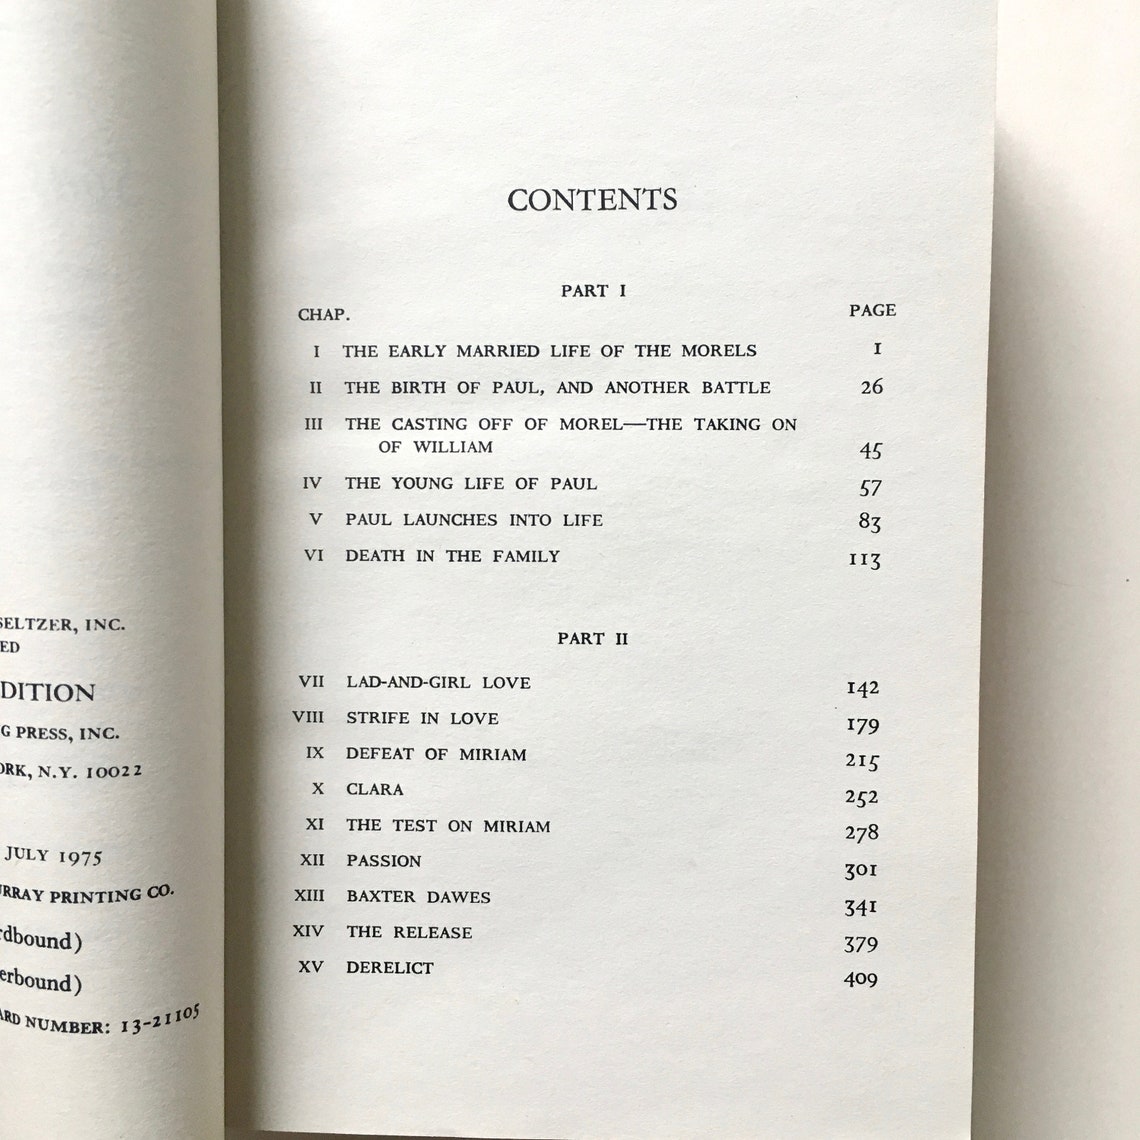 SELTZER, INC.
ED
DITION
G PRESS, INC.
ORK, N.Y. 10022
JULY 1975
URRAY PRINTING CO.
rdbound)
erbound)
ARD NUMBER: 13-21105
CONTENTS
PART I
CHAP. PAGE
I THE EARLY MARRIED LIFE OF THE MORELS 1
II THE BIRTH OF PAUL, AND ANOTHER BATTLE 26
III THE CASTING OFF OF MOREL—THE TAKING ON
OF WILLIAM 45
IV THE YOUNG LIFE OF PAUL 57
V PAUL LAUNCHES INTO LIFE 83
VI DEATH IN THE FAMILY 113
PART II
VII LAD-AND-GIRL LOVE 142
VIII STRIFE IN LOVE 179
IX DEFEAT OF MIRIAM 215
X CLARA 252
XI THE TEST ON MIRIAM 278
XII PASSION 301
XIII BAXTER DAWES 341
XIV THE RELEASE 379
XV DERELICT 409